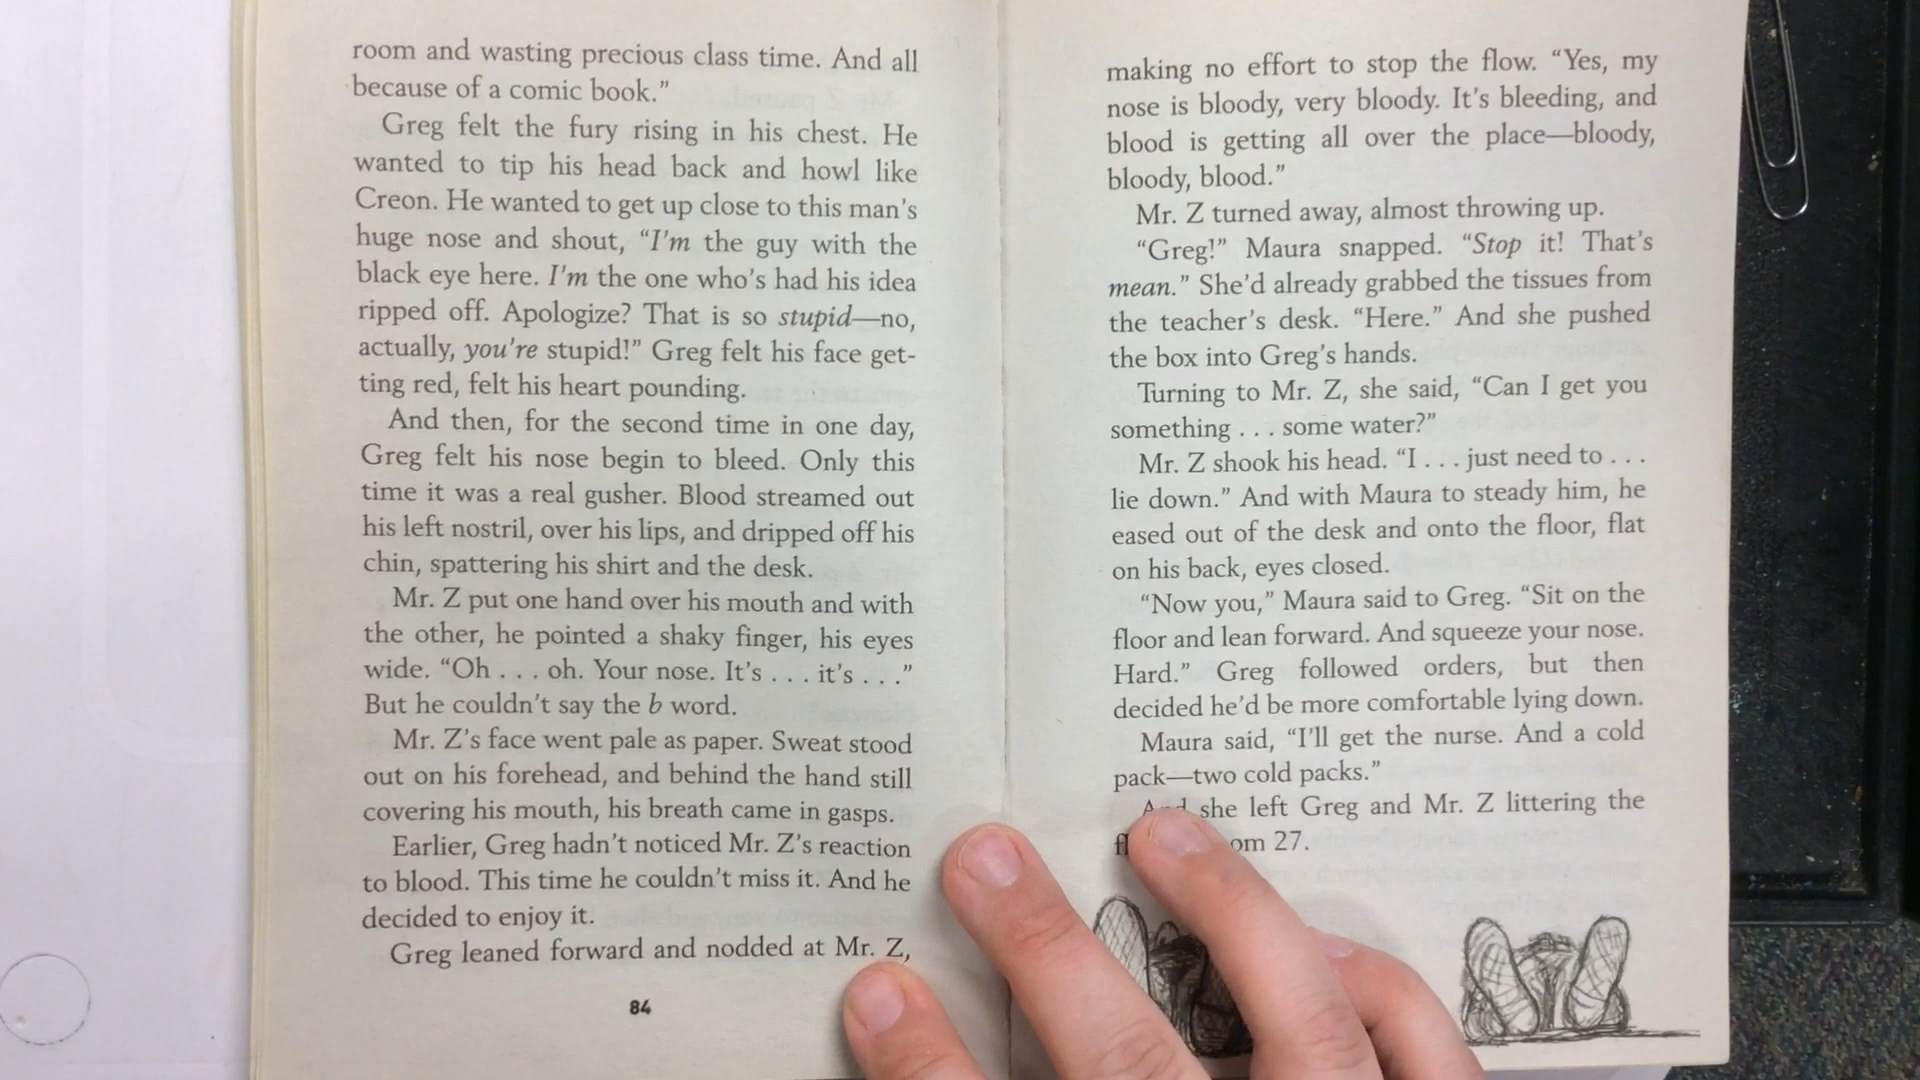 room and wasting precious class time. And all
because of a comic book.”
Greg felt the fury rising in his chest. He
wanted to tip his head back and howl like
Creon. He wanted to get up close to this man’s
huge nose and shout, “I’m the guy with the
black eye here. I’m the one who’s had his idea
ripped off. Apologize? That is so stupid—no,
actually, you’re stupid!” Greg felt his face get-
ting red, felt his heart pounding.
And then, for the second time in one day,
Greg felt his nose begin to bleed. Only this
time it was a real gusher. Blood streamed out
his left nostril, over his lips, and dripped off his
chin, spattering his shirt and the desk.
Mr. Z put one hand over his mouth and with
the other, he pointed a shaky finger, his eyes
wide. “Oh . . . oh. Your nose. It’s . . . it’s . . .”
But he couldn’t say the b word.
Mr. Z’s face went pale as paper. Sweat stood
out on his forehead, and behind the hand still
covering his mouth, his breath came in gasps.
Earlier, Greg hadn’t noticed Mr. Z’s reaction
to blood. This time he couldn’t miss it. And he
decided to enjoy it.
Greg leaned forward and nodded at Mr. Z,
84
making no effort to stop the flow. “Yes, my
nose is bloody, very bloody. It’s bleeding, and
blood is getting all over the place—bloody,
bloody, blood.”
Mr. Z turned away, almost throwing up.
“Greg!” Maura snapped. “Stop it! That’s
mean.” She’d already grabbed the tissues from
the teacher’s desk. “Here.” And she pushed
the box into Greg’s hands.
Turning to Mr. Z, she said, “Can I get you
something . . . some water?”
Mr. Z shook his head. “I . . . just need to . . .
lie down.” And with Maura to steady him, he
eased out of the desk and onto the floor, flat
on his back, eyes closed.
“Now you,” Maura said to Greg. “Sit on the
floor and lean forward. And squeeze your nose.
Hard.” Greg followed orders, but then
decided he’d be more comfortable lying down.
Maura said, “I’ll get the nurse. And a cold
pack—two cold packs.”
And she left Greg and Mr. Z littering the
27.